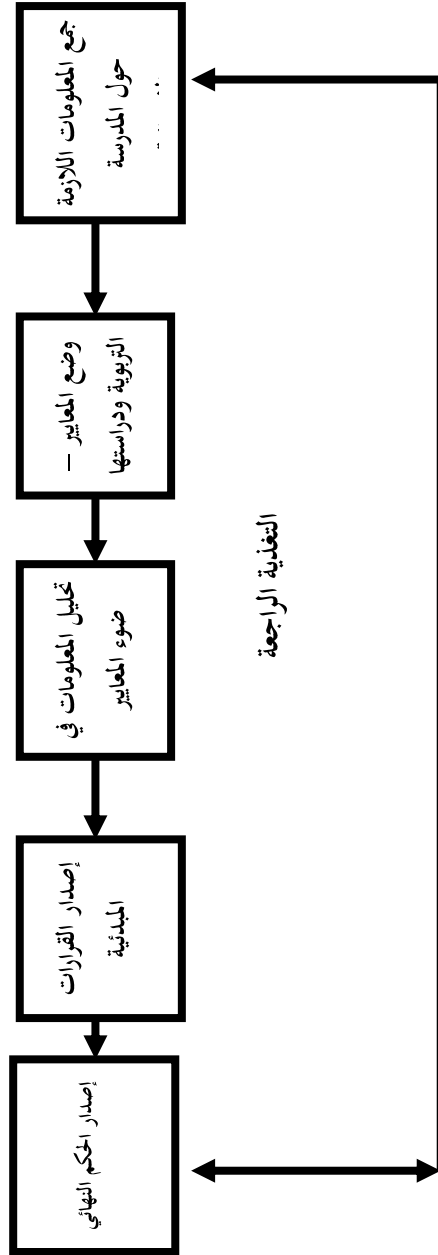 جمع المعلومات اللازمة
حول المدرسة
وضع المعايير –
التربوية ودراستها
تحليل المعلومات في
ضوء المعايير
إصدار القرارات
المبدئية
إصدار الحكم النهائي
التغذية الراجعة